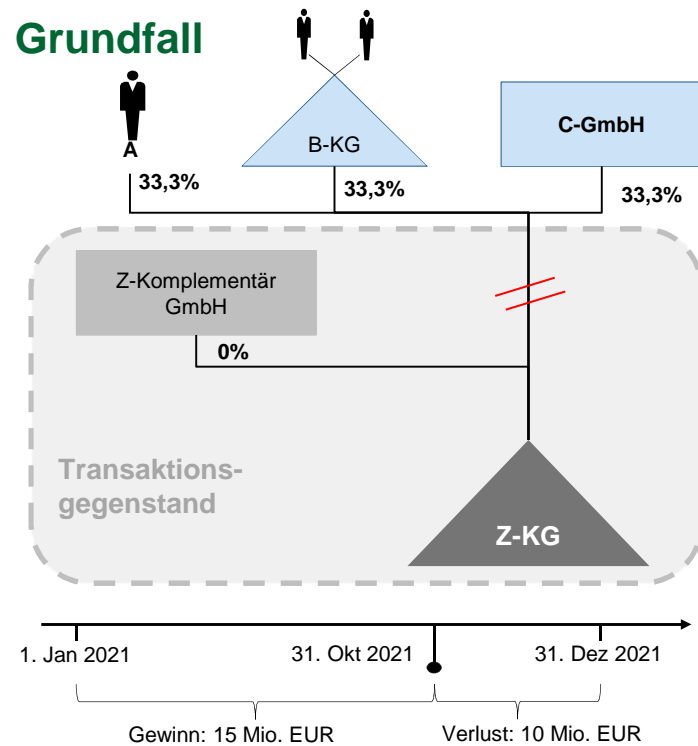 Grundfall
A
B-KG
C-GmbH
33,3%
33,3%
33,3%
Z-Komplementär
GmbH
0%
Transaktions-
gegenstand
Z-KG
1. Jan 2021
31. Okt 2021
31. Dez 2021
Gewinn: 15 Mio. EUR
Verlust: 10 Mio. EUR